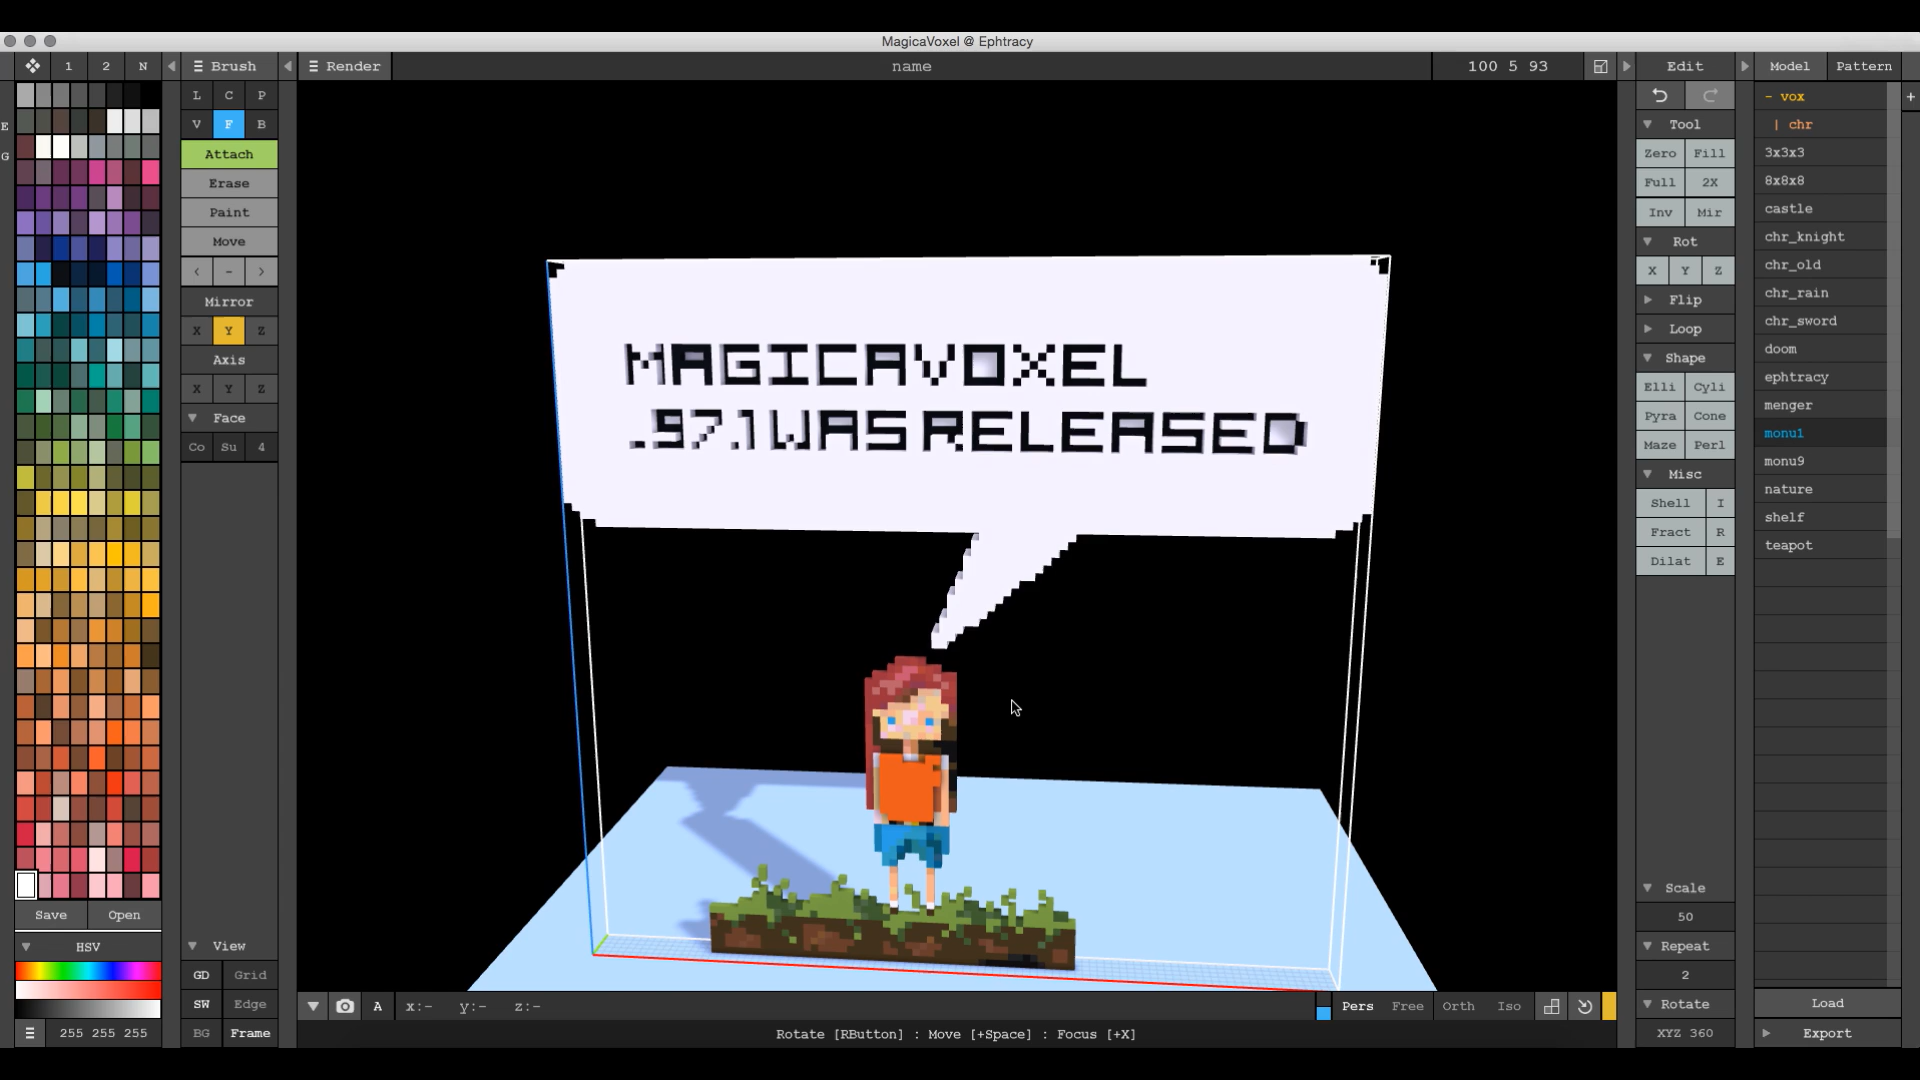 MagicaVoxel @ Ephtracy
1 2 N
Brush
Render
name
100 5 93
Edit
Model Pattern
+
E
G
L C P
V F B
Attach
Erase
Paint
Move
< - >
Mirror
X Y Z
Axis
X Y Z
Face
Co Su 4
MAGICAVOXEL
.97.1 WAS RELEASED
Tool
Zero Fill
Full 2X
Inv Mir
Rot
X Y Z
Flip
Loop
Shape
Elli Cyli
Pyra Cone
Maze Perl
Misc
Shell I
Fract R
Dilat E
- vox
| chr
3x3x3
8x8x8
castle
chr_knight
chr_old
chr_rain
chr_sword
doom
ephtracy
menger
monu1
monu9
nature
shelf
teapot
Save Open
HSV
255 255 255
View
GD Grid
SW Edge
BG Frame
A x:- y:- z:-
Pers Free Orth Iso
Rotate [RButton] : Move [+Space] : Focus [+X]
Scale
50
Repeat
2
Rotate
XYZ 360
Load
Export